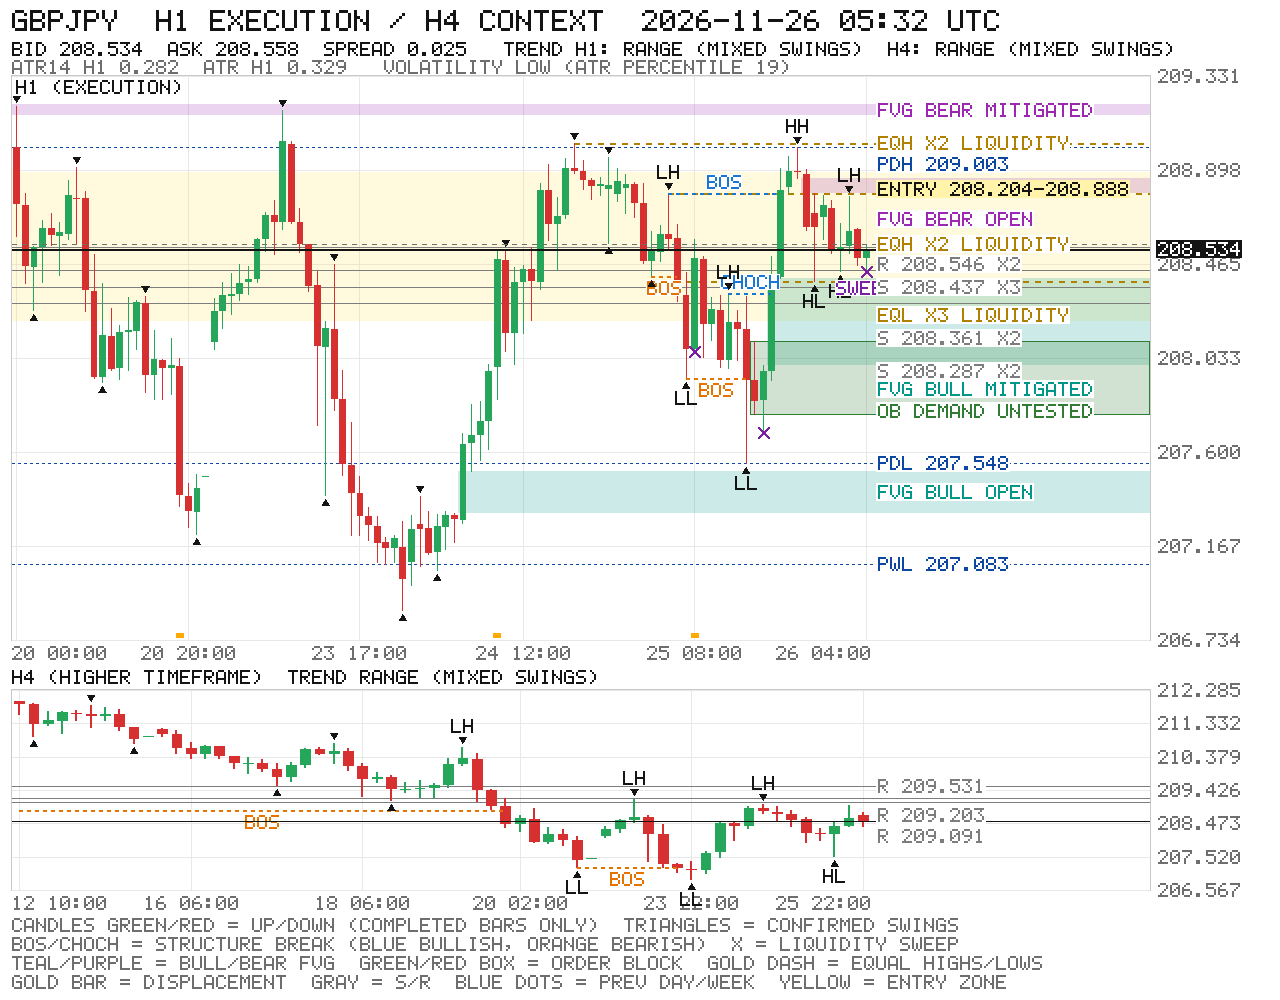 GBPJPY  H1 EXECUTION / H4 CONTEXT  2026-11-26 05:32 UTC
BID 208.534  ASK 208.558  SPREAD 0.025  TREND H1: RANGE (MIXED SWINGS)  H4: RANGE (MIXED SWINGS)
ATR14 H1 0.282  ATR H1 0.329  VOLATILITY LOW (ATR PERCENTILE 19)
H1 (EXECUTION)
209.331
FVG BEAR MITIGATED
HH
EQH X2 LIQUIDITY
PDH 209.003
208.898
LH
BOS
LH
ENTRY 208.204-208.888
FVG BEAR OPEN
EQH X2 LIQUIDITY
208.534
R 208.546 X2
208.465
LH
BOS
CHOCH
HL
SWEE
S 208.437 X3
EQL X3 LIQUIDITY
S 208.361 X2
208.033
S 208.287 X2
FVG BULL MITIGATED
LL
BOS
OB DEMAND UNTESTED
207.600
PDL 207.548
LL
FVG BULL OPEN
207.167
PWL 207.083
206.734
20 00:00  20 20:00  23 17:00  24 12:00  25 08:00  26 04:00
H4 (HIGHER TIMEFRAME)  TREND RANGE (MIXED SWINGS)
212.285
211.332
LH
210.379
LH
LH
R 209.531
209.426
R 209.203
BOS
208.473
R 209.091
207.520
LL
BOS
HL
LL
206.567
12 10:00  16 06:00  18 06:00  20 02:00  23 22:00  25 22:00
CANDLES GREEN/RED = UP/DOWN (COMPLETED BARS ONLY)  TRIANGLES = CONFIRMED SWINGS
BOS/CHOCH = STRUCTURE BREAK (BLUE BULLISH, ORANGE BEARISH)  X = LIQUIDITY SWEEP
TEAL/PURPLE = BULL/BEAR FVG  GREEN/RED BOX = ORDER BLOCK  GOLD DASH = EQUAL HIGHS/LOWS
GOLD BAR = DISPLACEMENT  GRAY = S/R  BLUE DOTS = PREV DAY/WEEK  YELLOW = ENTRY ZONE